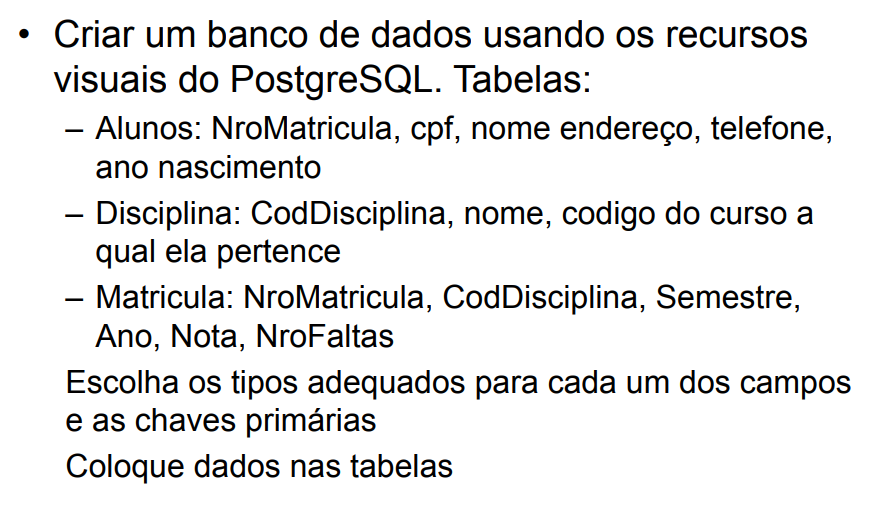 • Criar um banco de dados usando os recursos
visuais do PostgreSQL. Tabelas:
– Alunos: NroMatricula, cpf, nome endereço, telefone,
ano nascimento
– Disciplina: CodDisciplina, nome, codigo do curso a
qual ela pertence
– Matricula: NroMatricula, CodDisciplina, Semestre,
Ano, Nota, NroFaltas
Escolha os tipos adequados para cada um dos campos
e as chaves primárias
Coloque dados nas tabelas